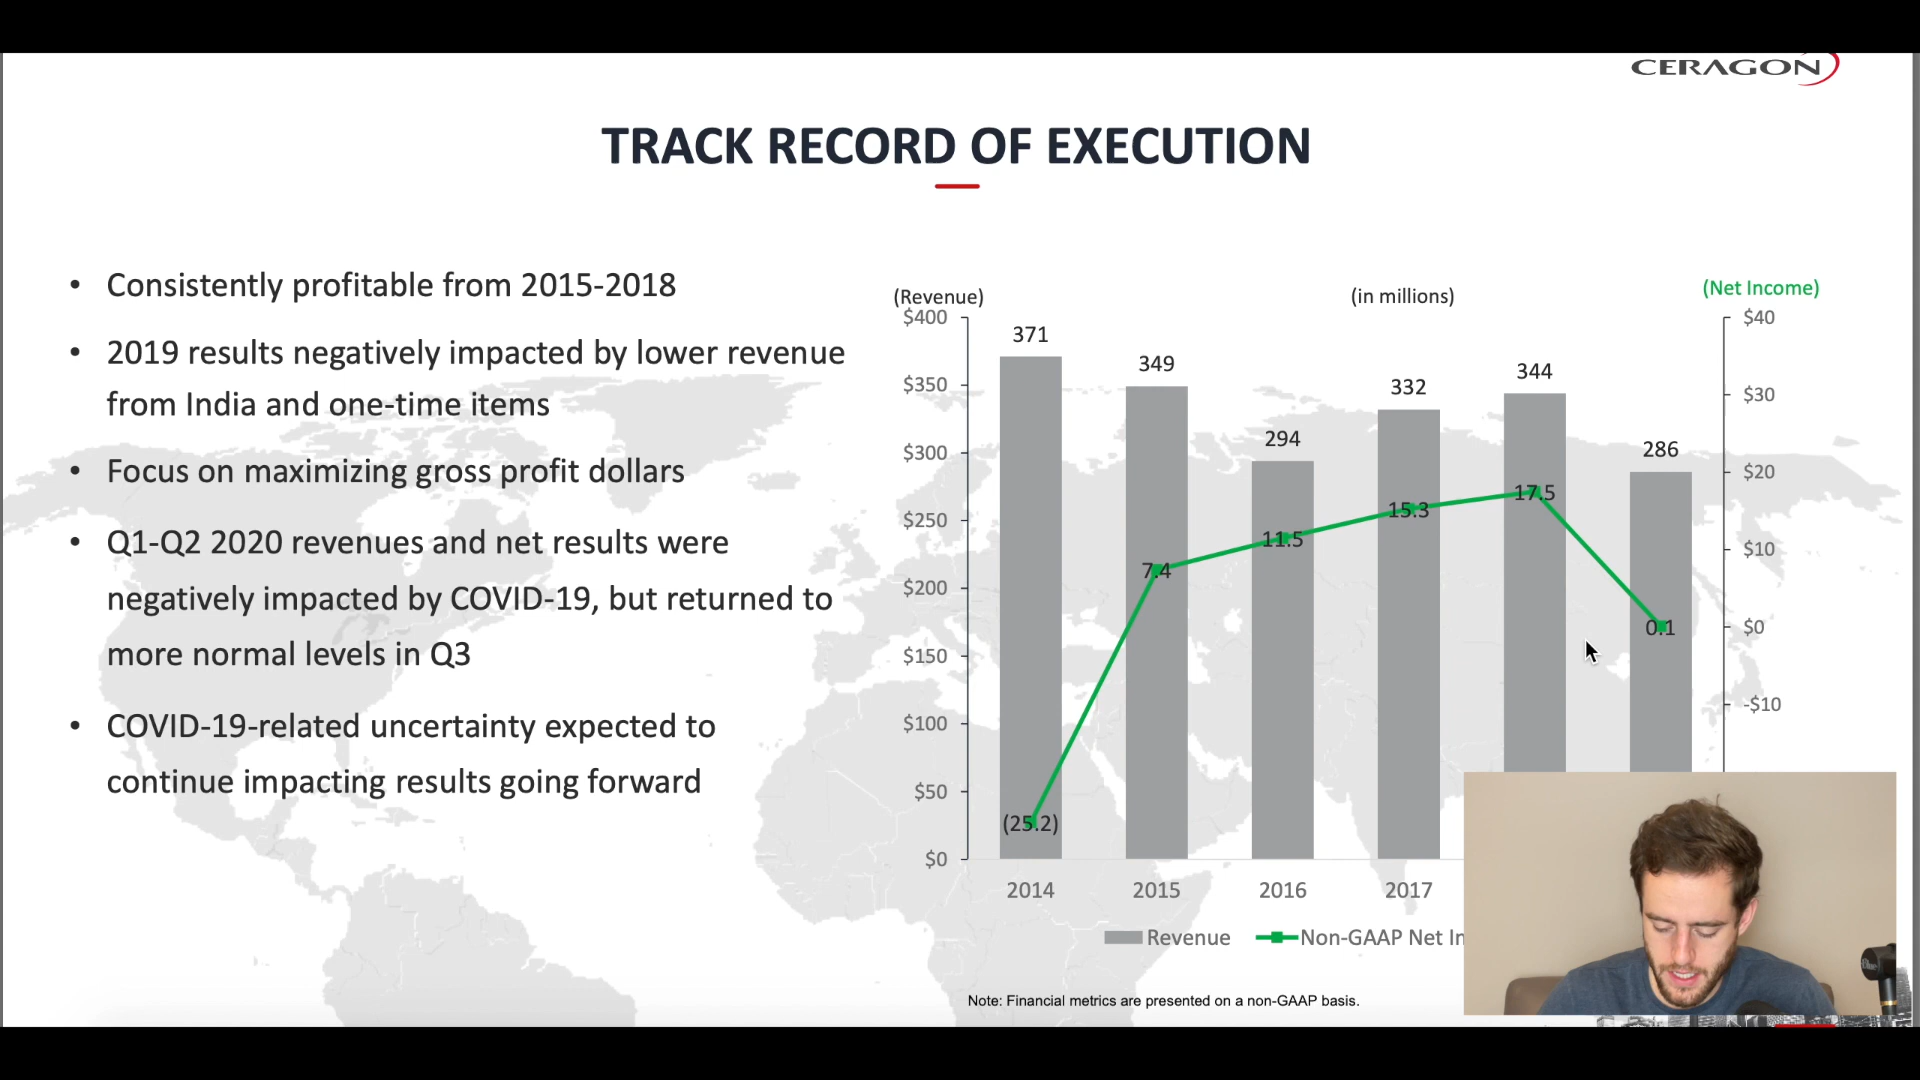 CERAGON
TRACK RECORD OF EXECUTION
• Consistently profitable from 2015-2018
• 2019 results negatively impacted by lower revenue
from India and one-time items
• Focus on maximizing gross profit dollars
• Q1-Q2 2020 revenues and net results were
negatively impacted by COVID-19, but returned to
more normal levels in Q3
• COVID-19-related uncertainty expected to
continue impacting results going forward
(Revenue)
(in millions)
(Net Income)
$400
$350
$300
$250
$200
$150
$100
$50
$0
371
349
294
332
344
286
(25.2)
7.4
11.5
15.3
17.5
0.1
$40
$30
$20
$10
$0
-$10
2014 2015 2016 2017
Revenue Non-GAAP Net In
Note: Financial metrics are presented on a non-GAAP basis.
Blue